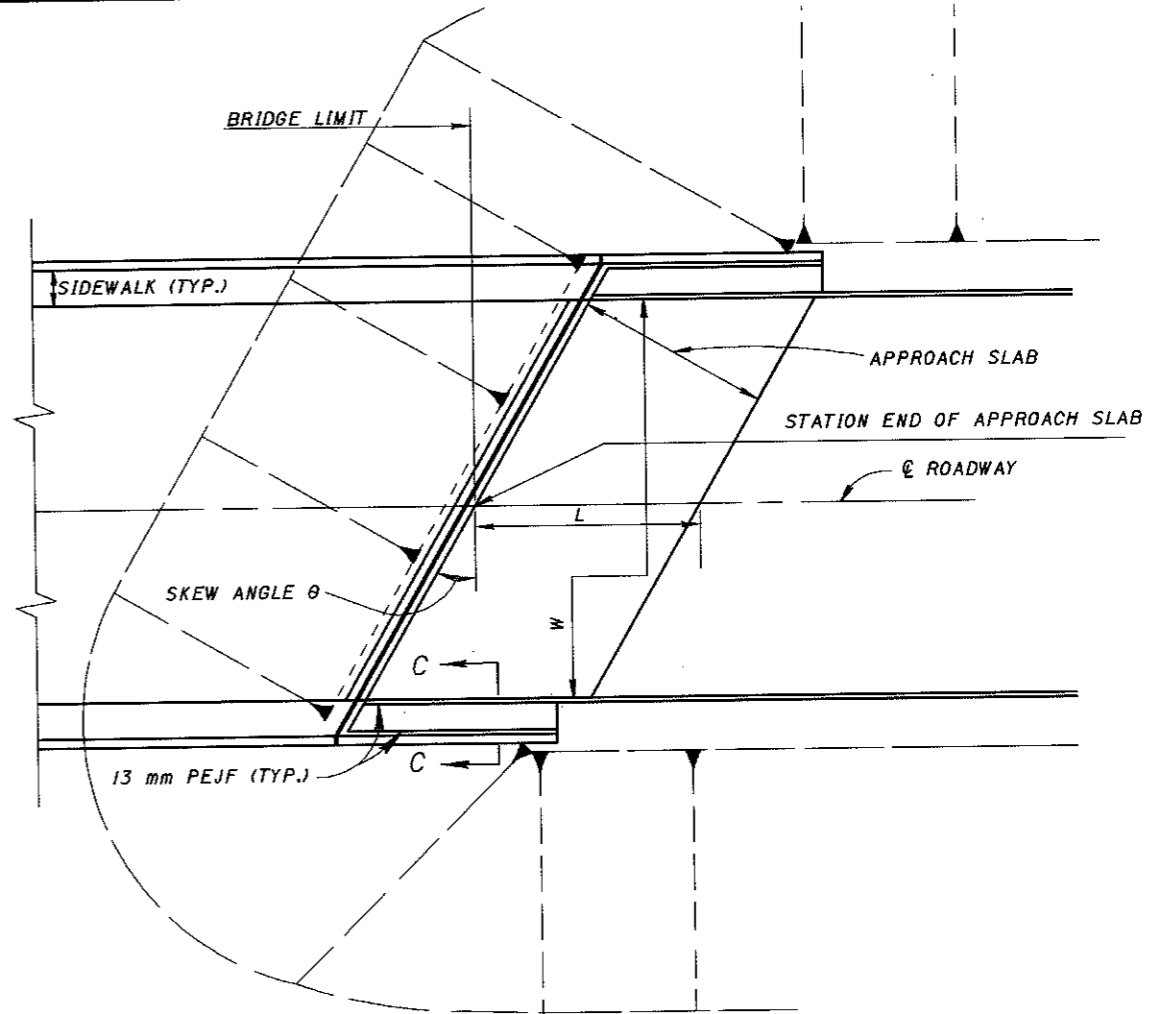 BRIDGE LIMIT
SIDEWALK (TYP.)
APPROACH SLAB
STATION END OF APPROACH SLAB
℄ ROADWAY
L
SKEW ANGLE θ
W
C
C
13 mm PEJF (TYP.)